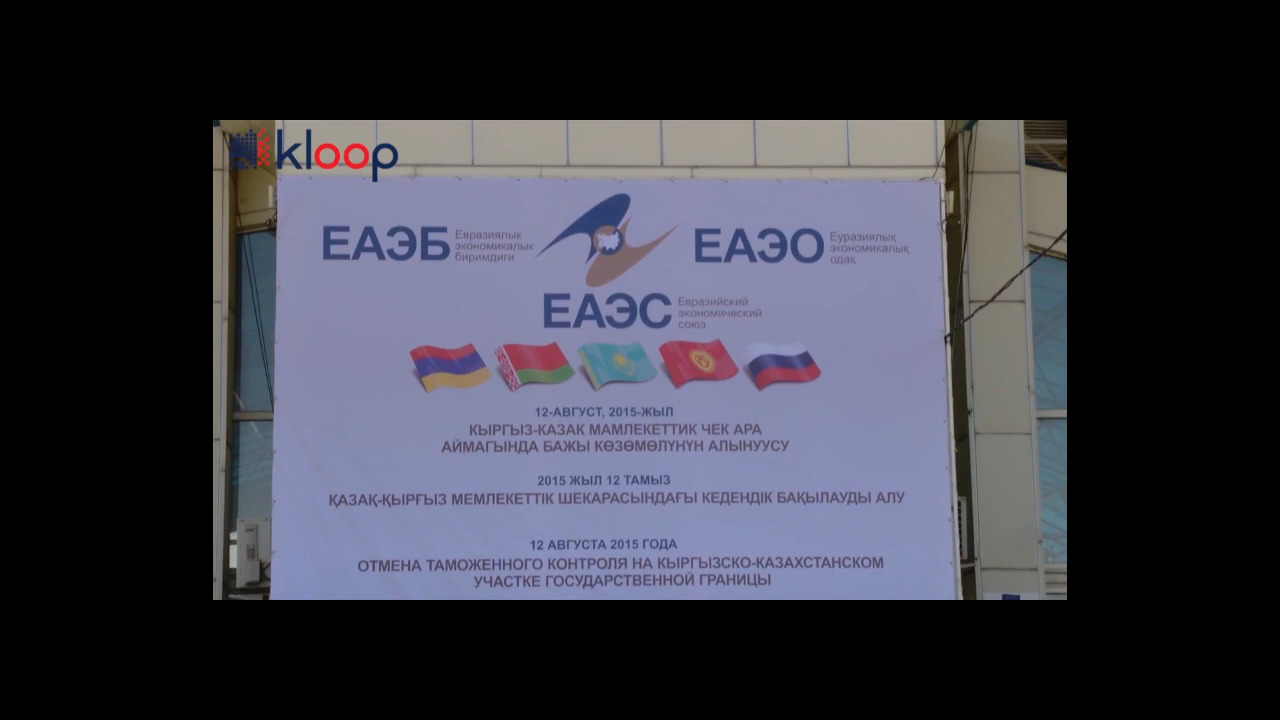 kloop
ЕАЭБ
Евразиялык
экономикалык
биримдиги
ЕАЭО
Еуразиялық
экономикалық
одақ
ЕАЭС
Евразийский
экономический
союз
12-АВГУСТ, 2015-ЖЫЛ
КЫРГЫЗ-КАЗАК МАМЛЕКЕТТИК ЧЕК АРА
АЙМАГЫНДА БАЖЫ КӨЗӨМӨЛҮНҮН АЛЫНУУСУ
2015 ЖЫЛ 12 ТАМЫЗ
ҚАЗАҚ-ҚЫРҒЫЗ МЕМЛЕКЕТТІК ШЕКАРАСЫНДАҒЫ КЕДЕНДІК БАҚЫЛАУДЫ АЛУ
12 АВГУСТА 2015 ГОДА
ОТМЕНА ТАМОЖЕННОГО КОНТРОЛЯ НА КЫРГЫЗСКО-КАЗАХСТАНСКОМ
УЧАСТКЕ ГОСУДАРСТВЕННОЙ ГРАНИЦЫ